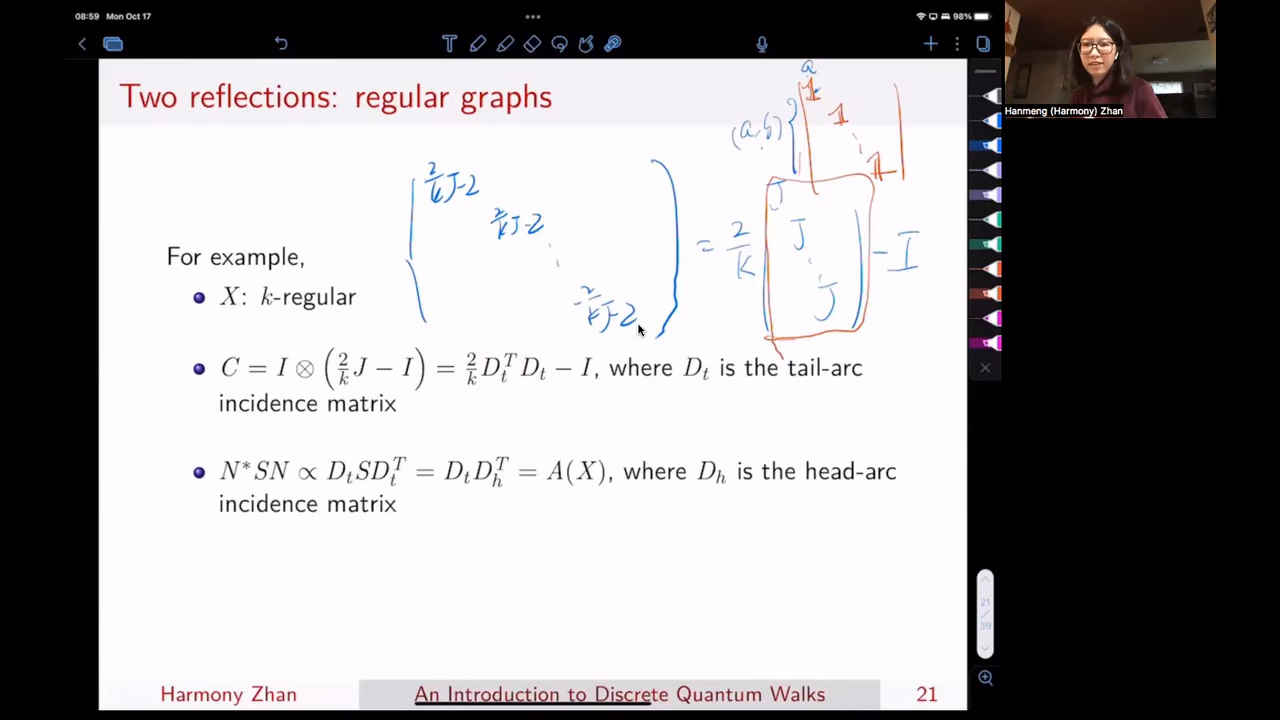 08:59 Mon Oct 17
98%
Two reflections: regular graphs
a
(a,b) { 1
1
1
2/k J-I
2/k J-I
2/k J-I
= 2/k
J
J
J
- I
For example,
X: k-regular
C = I ⊗ (2/k J − I) = 2/k D_t^T D_t − I, where D_t is the tail-arc
incidence matrix
N*SN ∝ D_t S D_t^T = D_t D_h^T = A(X), where D_h is the head-arc
incidence matrix
21
/
39
Harmony Zhan An Introduction to Discrete Quantum Walks 21
Hanmeng (Harmony) Zhan